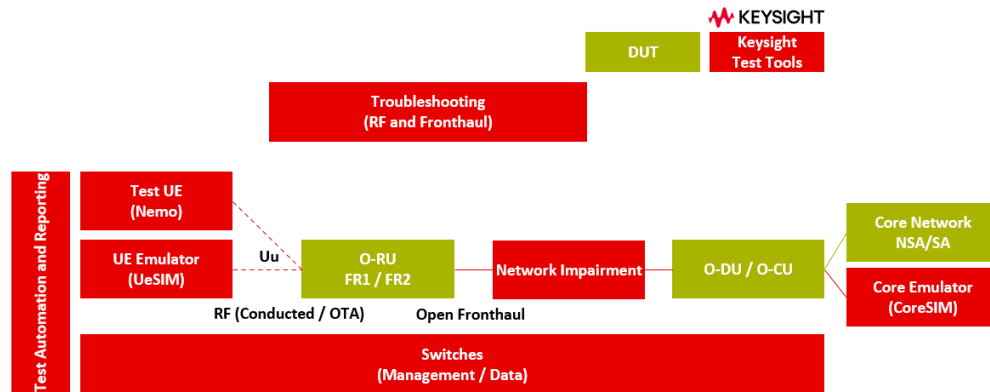 KEYSIGHT
DUT
Keysight
Test Tools
Troubleshooting
(RF and Fronthaul)
Test Automation and Reporting
Test UE
(Nemo)
UE Emulator
(UeSIM)
Uu
O-RU
FR1 / FR2
Network Impairment
O-DU / O-CU
Core Network
NSA/SA
Core Emulator
(CoreSIM)
RF (Conducted / OTA)
Open Fronthaul
Switches
(Management / Data)